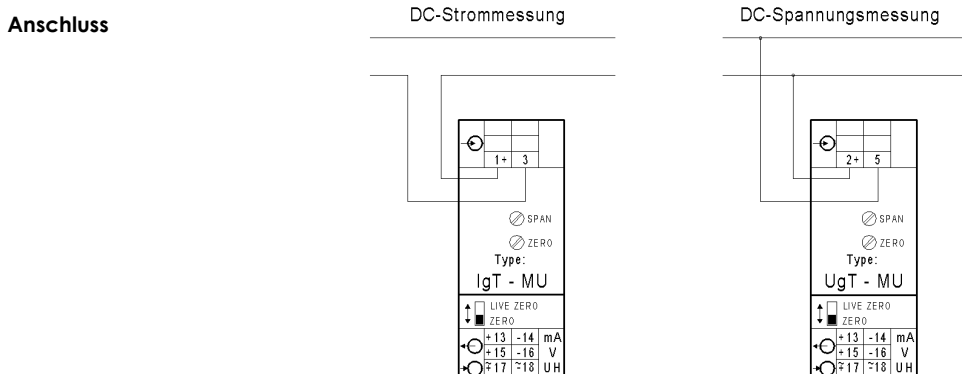 Anschluss
DC-Strommessung
1+ 3
SPAN
ZERO
Type:
IgT - MU
LIVE ZERO
ZERO
+13 -14 mA
+15 -16 V
≃17 ≃18 UH
DC-Spannungsmessung
2+ 5
SPAN
ZERO
Type:
UgT - MU
LIVE ZERO
ZERO
+13 -14 mA
+15 -16 V
≃17 ≃18 UH